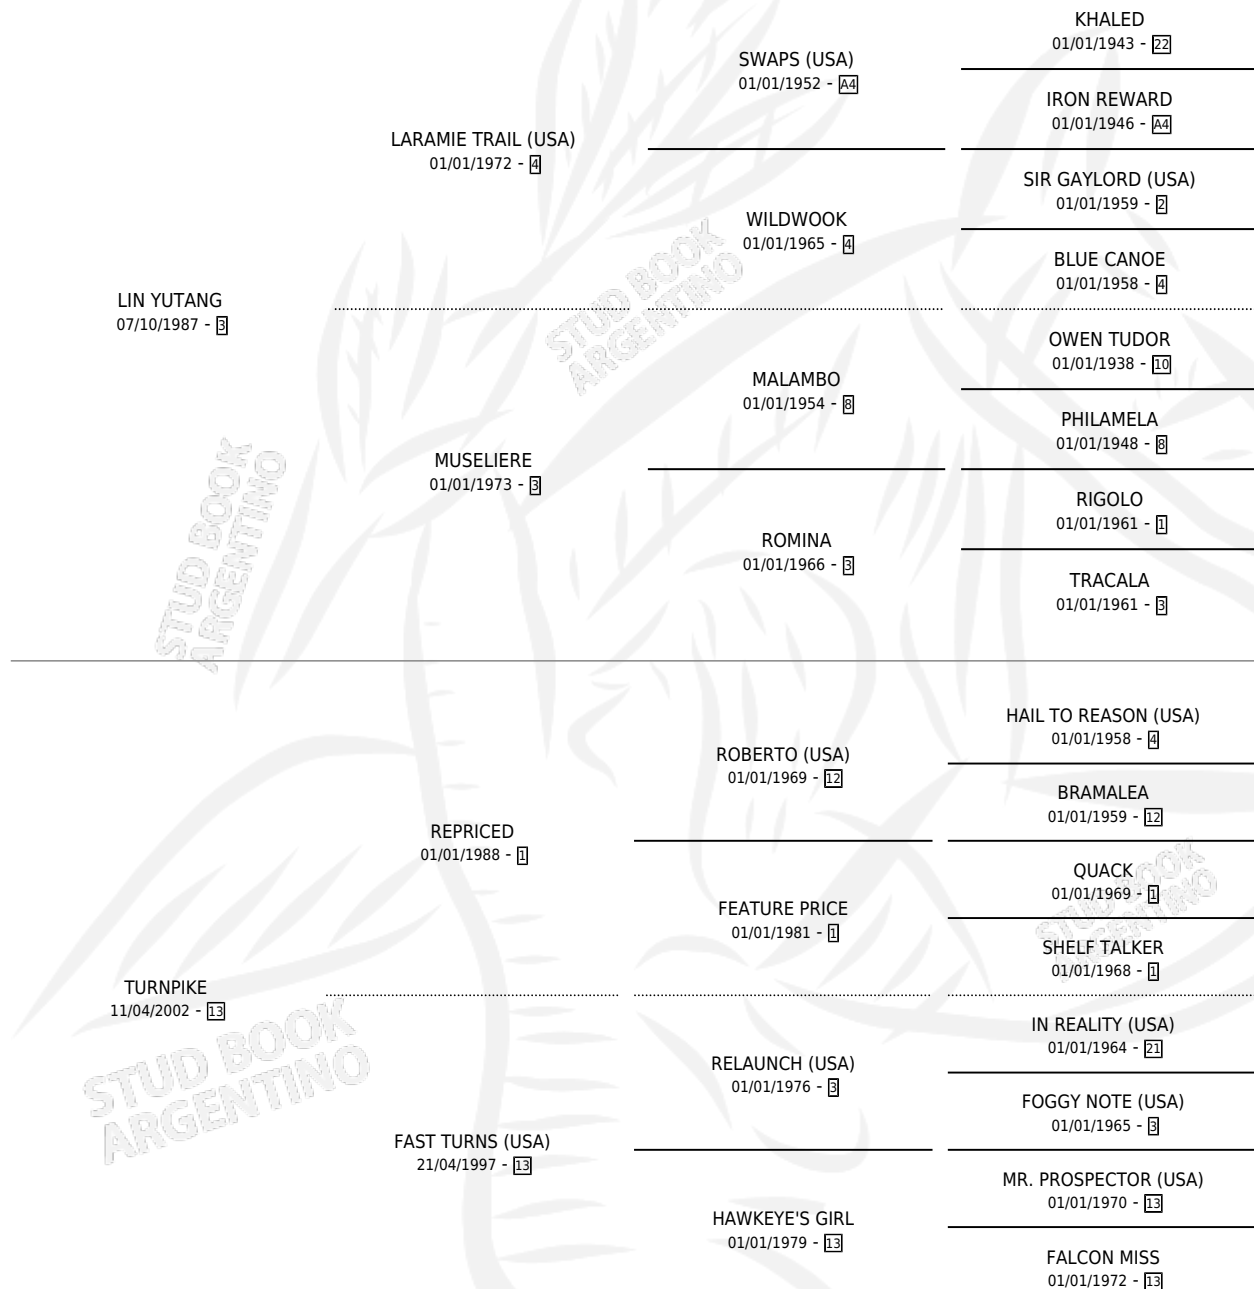 KHALED
01/01/1943 - 22
SWAPS (USA)
01/01/1952 - A4
IRON REWARD
01/01/1946 - A4
LARAMIE TRAIL (USA)
01/01/1972 - 4
SIR GAYLORD (USA)
01/01/1959 - 2
WILDWOOK
01/01/1965 - 4
BLUE CANOE
01/01/1958 - 4
LIN YUTANG
07/10/1987 - 3
OWEN TUDOR
01/01/1938 - 10
MALAMBO
01/01/1954 - 8
PHILAMELA
01/01/1948 - 8
MUSELIERE
01/01/1973 - 3
RIGOLO
01/01/1961 - 1
ROMINA
01/01/1966 - 3
TRACALA
01/01/1961 - 3
HAIL TO REASON (USA)
01/01/1958 - 4
ROBERTO (USA)
01/01/1969 - 12
BRAMALEA
01/01/1959 - 12
REPRICED
01/01/1988 - 1
QUACK
01/01/1969 - 1
FEATURE PRICE
01/01/1981 - 1
SHELF TALKER
01/01/1968 - 1
TURNPIKE
11/04/2002 - 13
IN REALITY (USA)
01/01/1964 - 21
RELAUNCH (USA)
01/01/1976 - 3
FOGGY NOTE (USA)
01/01/1965 - 3
FAST TURNS (USA)
21/04/1997 - 13
MR. PROSPECTOR (USA)
01/01/1970 - 13
HAWKEYE'S GIRL
01/01/1979 - 13
FALCON MISS
01/01/1972 - 13
STUD BOOK
ARGENTINO
STUD BOOK
ARGENTINO
STUD BOOK
ARGENTINO
STUD BOOK
ARGENTINO